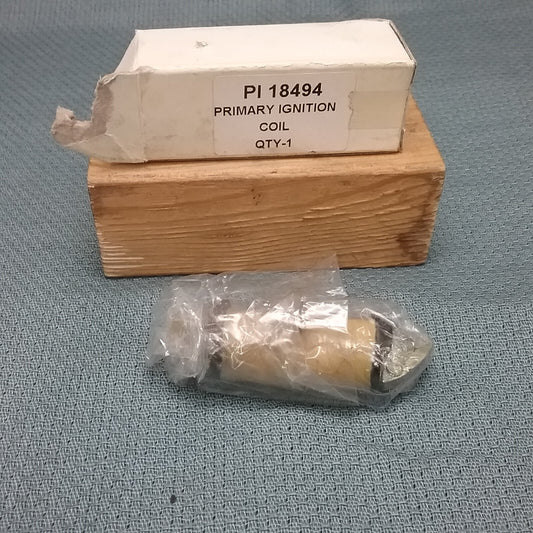 PI 18494
PRIMARY IGNITION
COIL
QTY-1